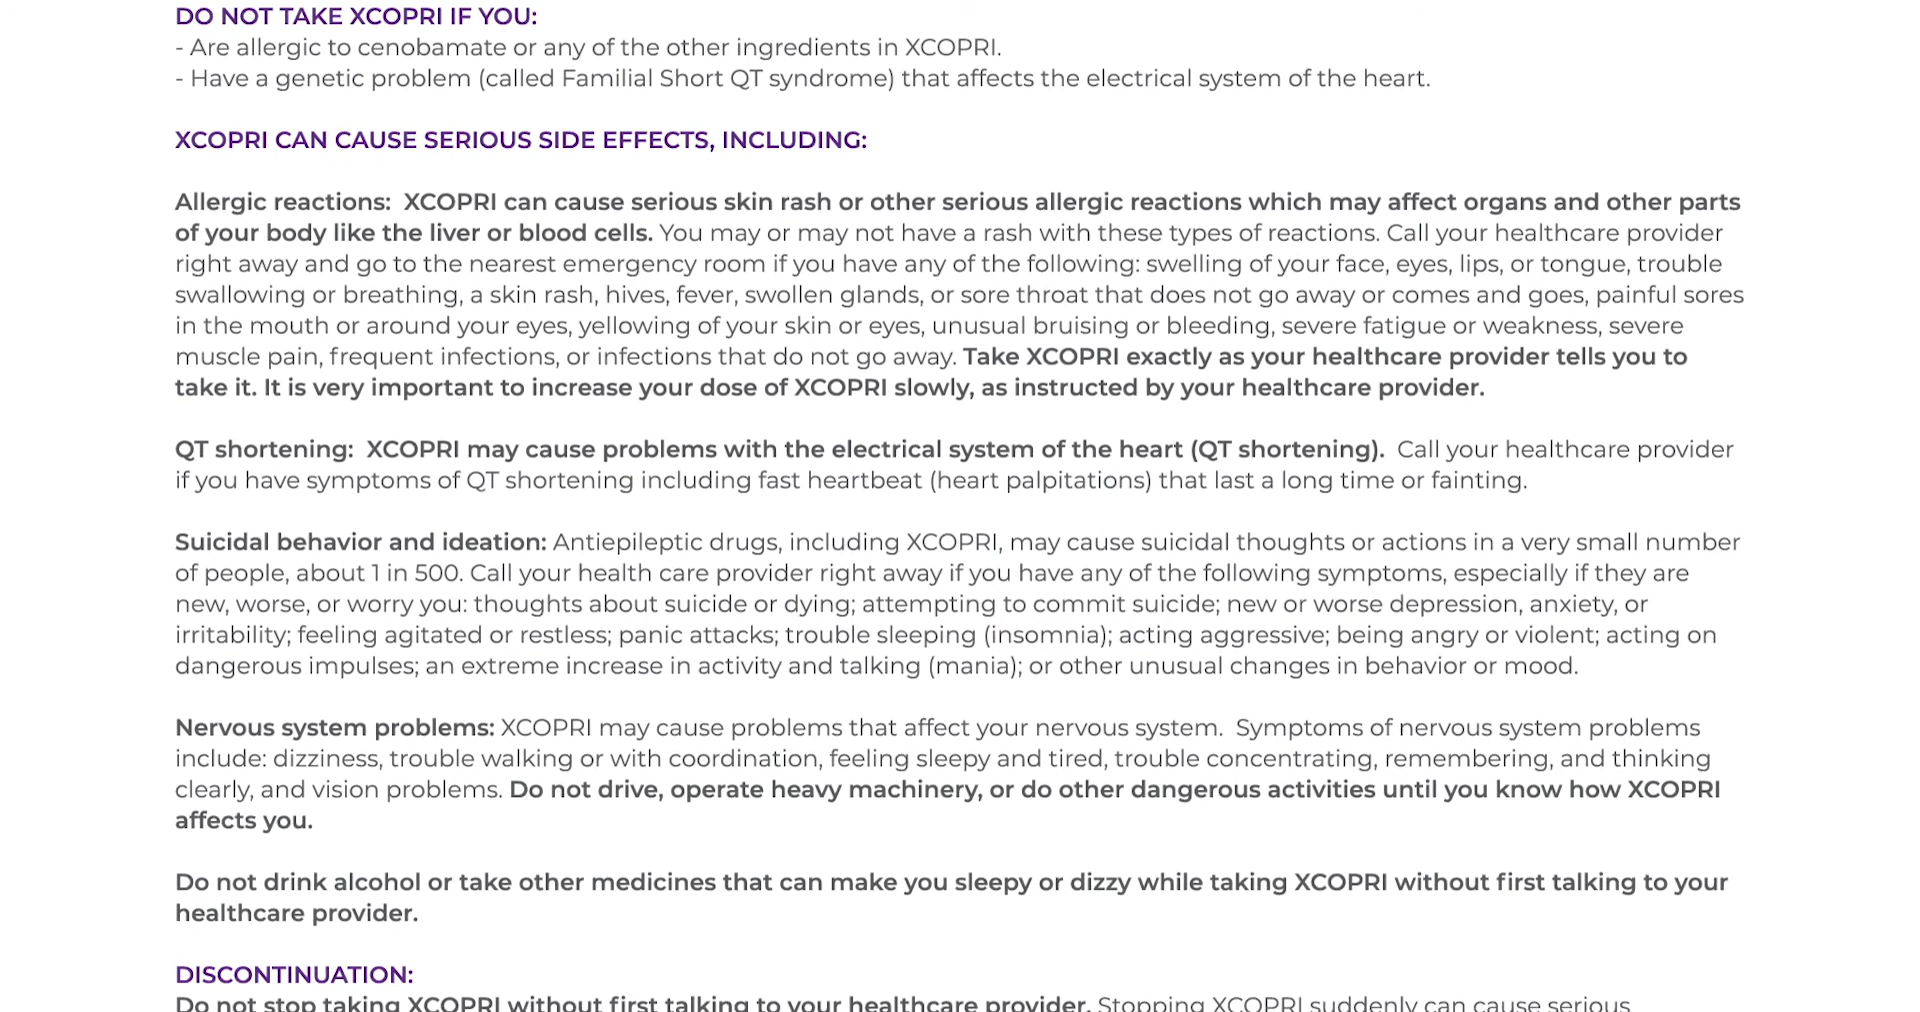 DO NOT TAKE XCOPRI IF YOU:
- Are allergic to cenobamate or any of the other ingredients in XCOPRI.
- Have a genetic problem (called Familial Short QT syndrome) that affects the electrical system of the heart.
XCOPRI CAN CAUSE SERIOUS SIDE EFFECTS, INCLUDING:
Allergic reactions:  XCOPRI can cause serious skin rash or other serious allergic reactions which may affect organs and other parts
of your body like the liver or blood cells. You may or may not have a rash with these types of reactions. Call your healthcare provider
right away and go to the nearest emergency room if you have any of the following: swelling of your face, eyes, lips, or tongue, trouble
swallowing or breathing, a skin rash, hives, fever, swollen glands, or sore throat that does not go away or comes and goes, painful sores
in the mouth or around your eyes, yellowing of your skin or eyes, unusual bruising or bleeding, severe fatigue or weakness, severe
muscle pain, frequent infections, or infections that do not go away. Take XCOPRI exactly as your healthcare provider tells you to
take it. It is very important to increase your dose of XCOPRI slowly, as instructed by your healthcare provider.
QT shortening:  XCOPRI may cause problems with the electrical system of the heart (QT shortening).  Call your healthcare provider
if you have symptoms of QT shortening including fast heartbeat (heart palpitations) that last a long time or fainting.
Suicidal behavior and ideation: Antiepileptic drugs, including XCOPRI, may cause suicidal thoughts or actions in a very small number
of people, about 1 in 500. Call your health care provider right away if you have any of the following symptoms, especially if they are
new, worse, or worry you: thoughts about suicide or dying; attempting to commit suicide; new or worse depression, anxiety, or
irritability; feeling agitated or restless; panic attacks; trouble sleeping (insomnia); acting aggressive; being angry or violent; acting on
dangerous impulses; an extreme increase in activity and talking (mania); or other unusual changes in behavior or mood.
Nervous system problems: XCOPRI may cause problems that affect your nervous system.  Symptoms of nervous system problems
include: dizziness, trouble walking or with coordination, feeling sleepy and tired, trouble concentrating, remembering, and thinking
clearly, and vision problems. Do not drive, operate heavy machinery, or do other dangerous activities until you know how XCOPRI
affects you.
Do not drink alcohol or take other medicines that can make you sleepy or dizzy while taking XCOPRI without first talking to your
healthcare provider.
DISCONTINUATION:
Do not stop taking XCOPRI without first talking to your healthcare provider. Stopping XCOPRI suddenly can cause serious